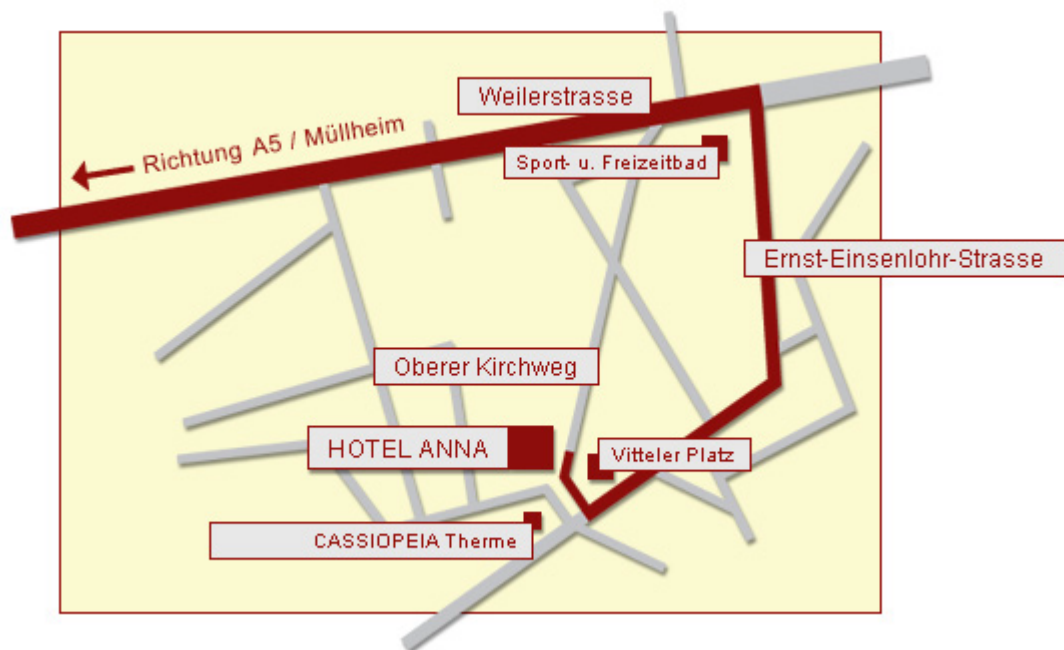 Weilerstrasse
Richtung A5 / Müllheim
Sport- u. Freizeitbad
Ernst-Einsenlohr-Strasse
Oberer Kirchweg
HOTEL ANNA
Vitteler Platz
CASSIOPEIA Therme